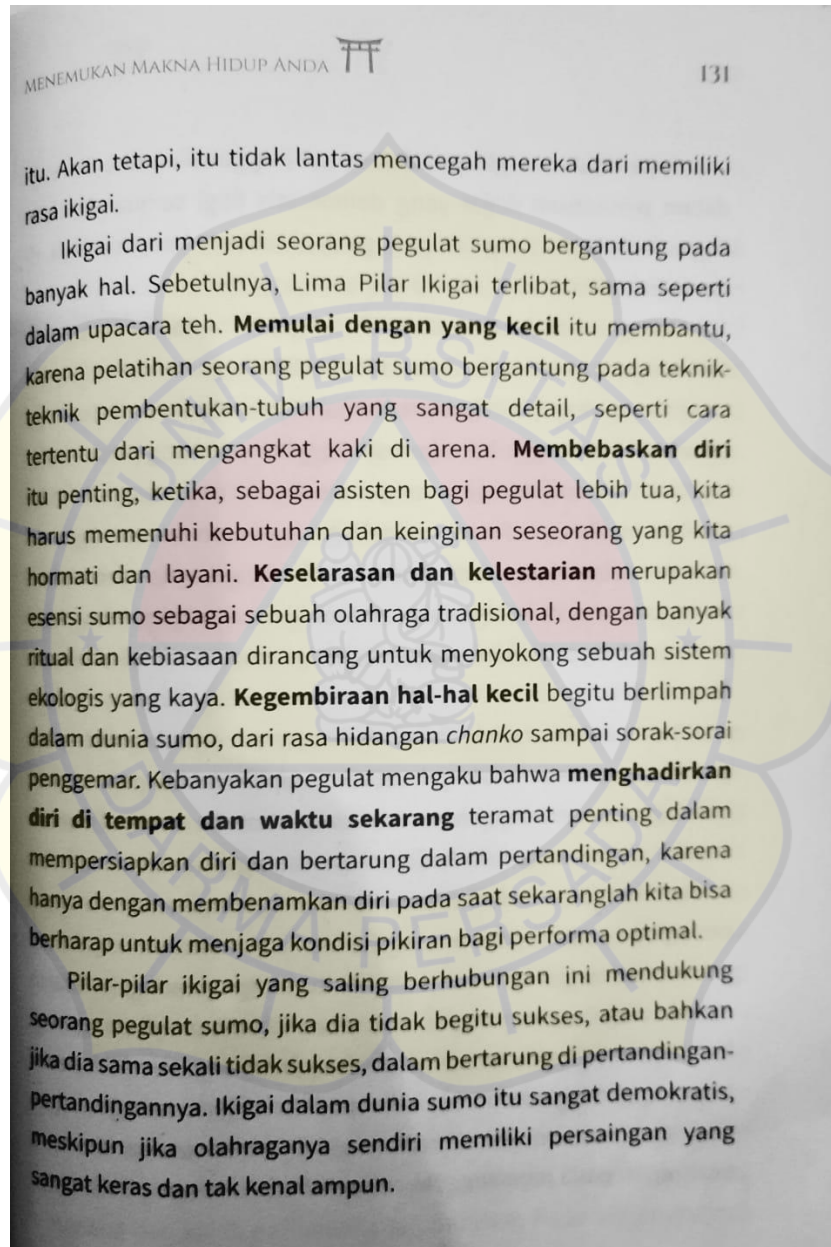 MENEMUKAN MAKNA HIDUP ANDA
131
itu. Akan tetapi, itu tidak lantas mencegah mereka dari memiliki
rasa ikigai.
Ikigai dari menjadi seorang pegulat sumo bergantung pada
banyak hal. Sebetulnya, Lima Pilar Ikigai terlibat, sama seperti
dalam upacara teh. Memulai dengan yang kecil itu membantu,
karena pelatihan seorang pegulat sumo bergantung pada teknik-
teknik pembentukan-tubuh yang sangat detail, seperti cara
tertentu dari mengangkat kaki di arena. Membebaskan diri
itu penting, ketika, sebagai asisten bagi pegulat lebih tua, kita
harus memenuhi kebutuhan dan keinginan seseorang yang kita
hormati dan layani. Keselarasan dan kelestarian merupakan
esensi sumo sebagai sebuah olahraga tradisional, dengan banyak
ritual dan kebiasaan dirancang untuk menyokong sebuah sistem
ekologis yang kaya. Kegembiraan hal-hal kecil begitu berlimpah
dalam dunia sumo, dari rasa hidangan chanko sampai sorak-sorai
penggemar. Kebanyakan pegulat mengaku bahwa menghadirkan
diri di tempat dan waktu sekarang teramat penting dalam
mempersiapkan diri dan bertarung dalam pertandingan, karena
hanya dengan membenamkan diri pada saat sekaranglah kita bisa
berharap untuk menjaga kondisi pikiran bagi performa optimal.
Pilar-pilar ikigai yang saling berhubungan ini mendukung
seorang pegulat sumo, jika dia tidak begitu sukses, atau bahkan
jika dia sama sekali tidak sukses, dalam bertarung di pertandingan-
pertandingannya. Ikigai dalam dunia sumo itu sangat demokratis,
meskipun jika olahraganya sendiri memiliki persaingan yang
sangat keras dan tak kenal ampun.
UNIVERSITAS
DARMA PERSADA